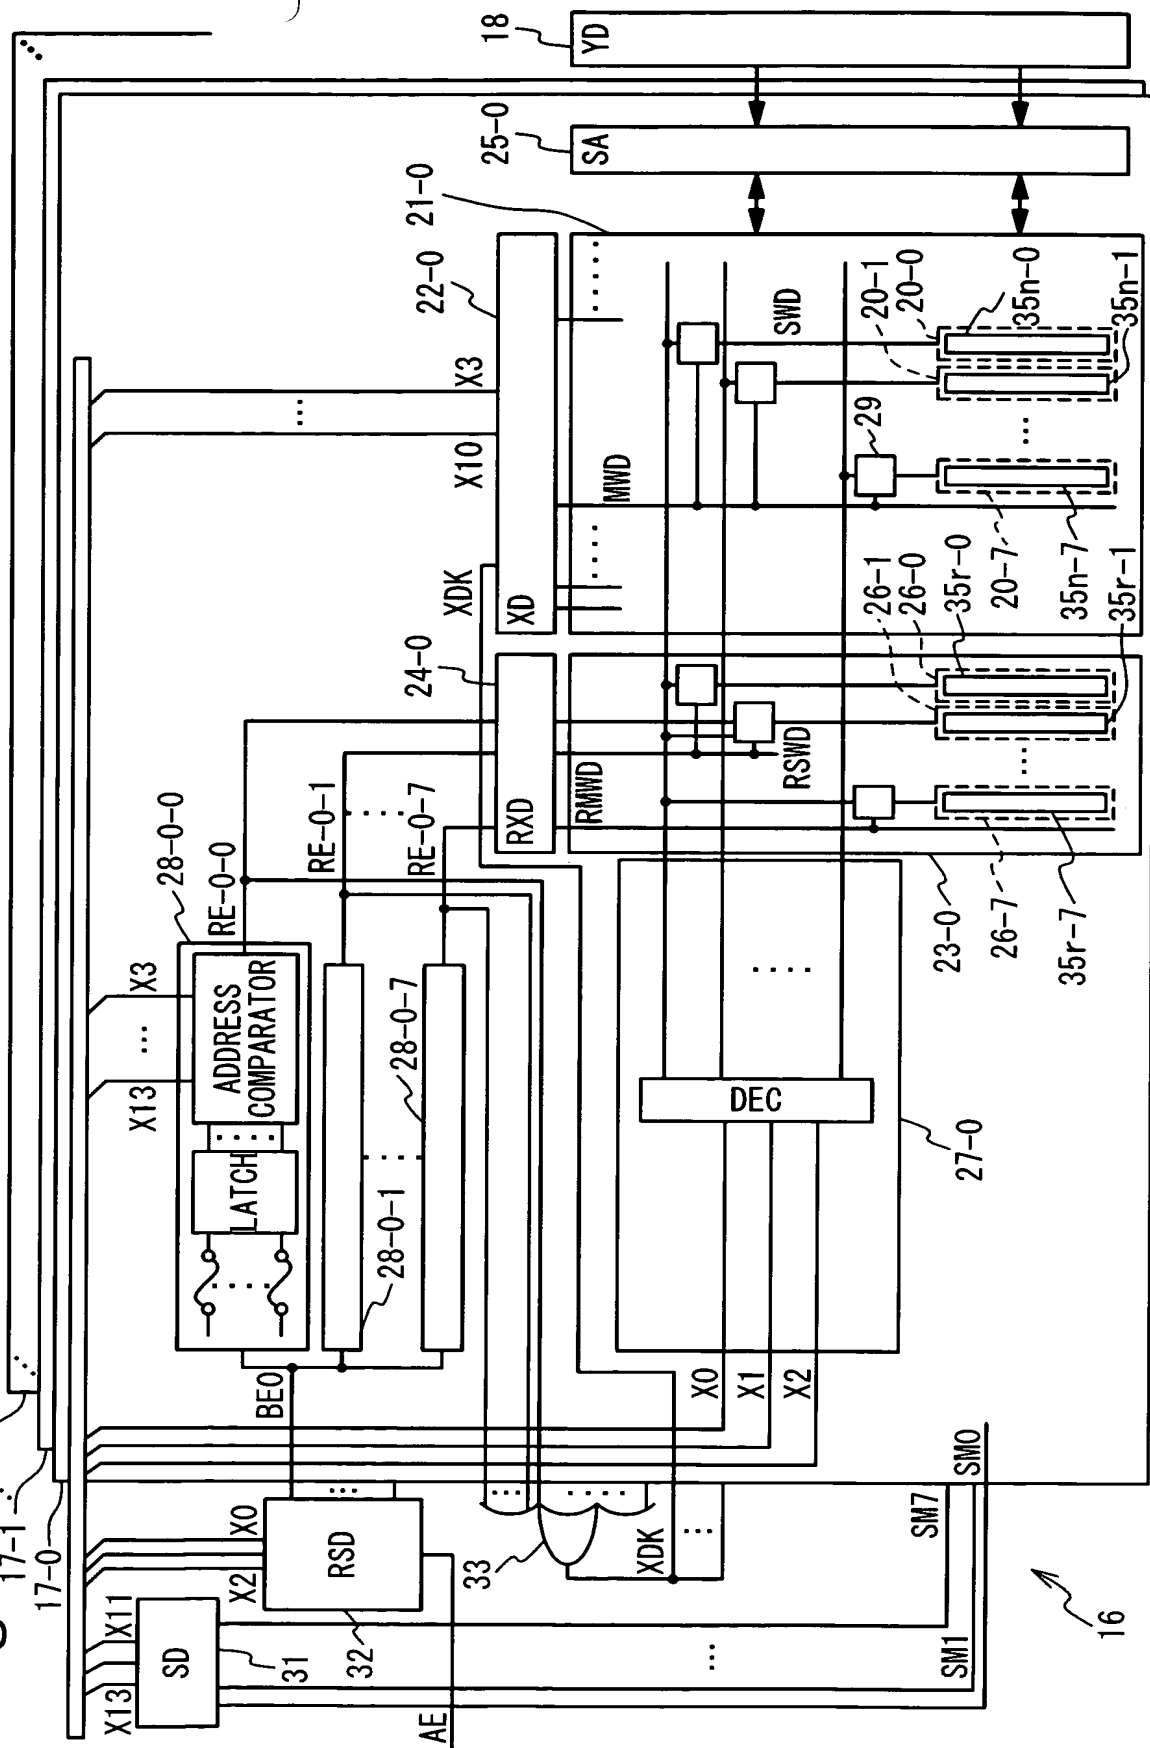 17-1
17-0
X13
X11
SD
31
X2
X0
RSD
32
AE
BE0
33
XDK
SM7
SM1
SM0
16
X13
X3
LATCH
ADDRESS
COMPARATOR
28-0-0
28-0-1
28-0-7
RE-0-0
RE-0-1
RE-0-7
X0
X1
X2
DEC
27-0
24-0
RXD
RMWD
RSWD
23-0
26-7
35r-7
26-1
26-0
35r-0
35r-1
XDK
XD
22-0
X10
X3
MWD
SWD
29
20-7
35n-7
20-1
20-0
35n-0
35n-1
21-0
25-0
SA
18
YD